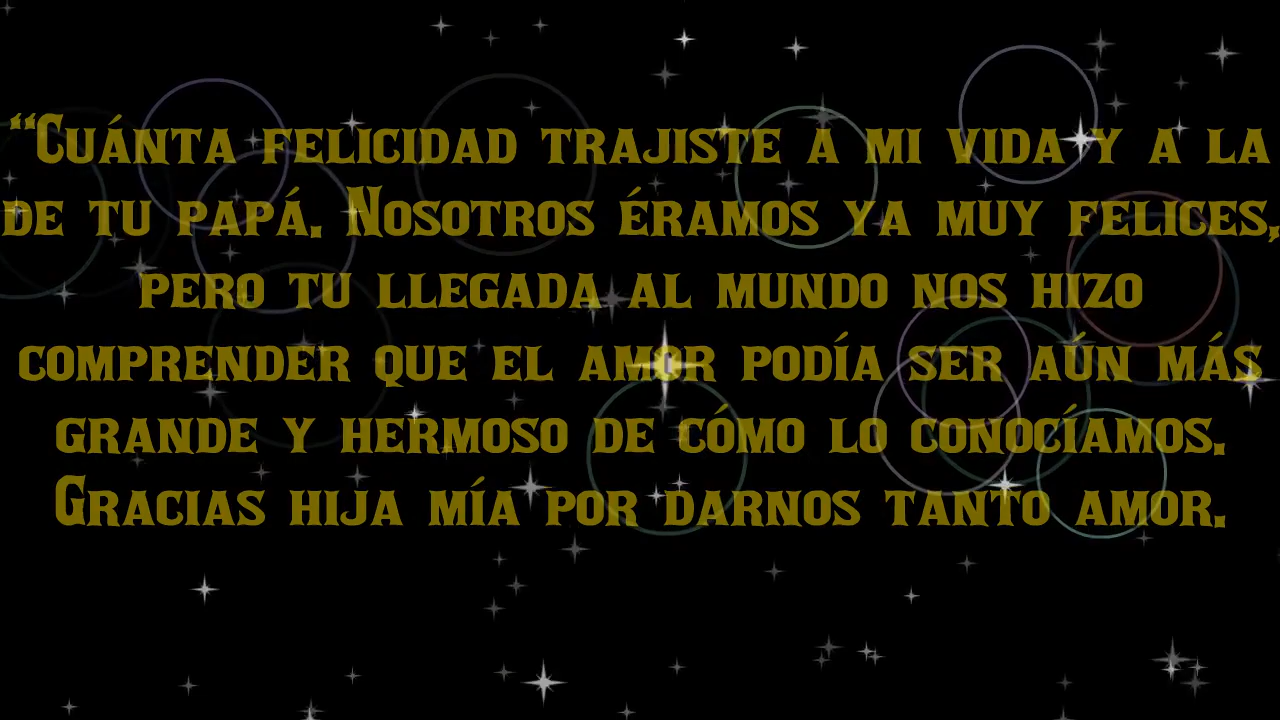 “Cuánta felicidad trajiste a mi vida y a la
de tu papá. Nosotros éramos ya muy felices,
pero tu llegada al mundo nos hizo
comprender que el amor podía ser aún más
grande y hermoso de cómo lo conocíamos.
Gracias hija mía por darnos tanto amor.